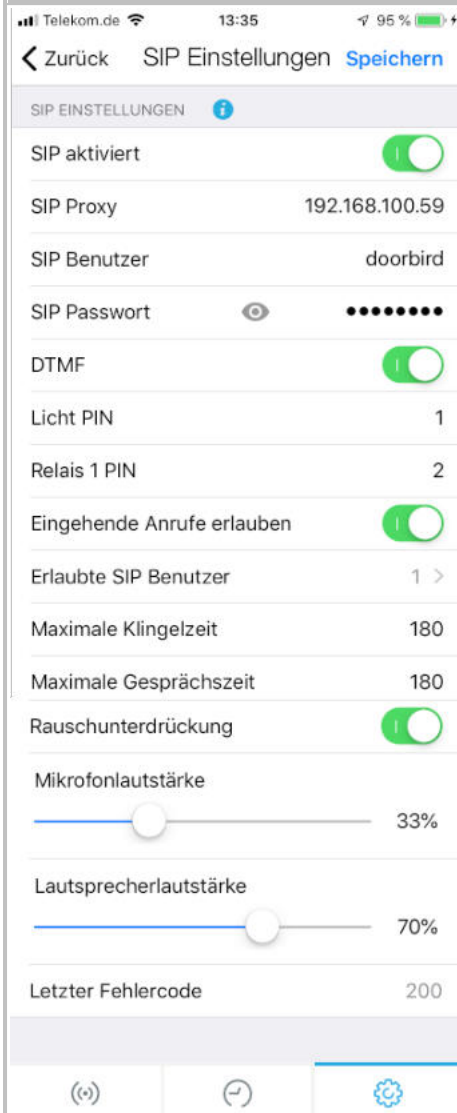 Telekom.de 13:35 95 %
Zurück SIP Einstellungen Speichern
SIP EINSTELLUNGEN
SIP aktiviert
SIP Proxy 192.168.100.59
SIP Benutzer doorbird
SIP Passwort ••••••••
DTMF
Licht PIN 1
Relais 1 PIN 2
Eingehende Anrufe erlauben
Erlaubte SIP Benutzer 1 >
Maximale Klingelzeit 180
Maximale Gesprächszeit 180
Rauschunterdrückung
Mikrofonlautstärke
33%
Lautsprecherlautstärke
70%
Letzter Fehlercode 200